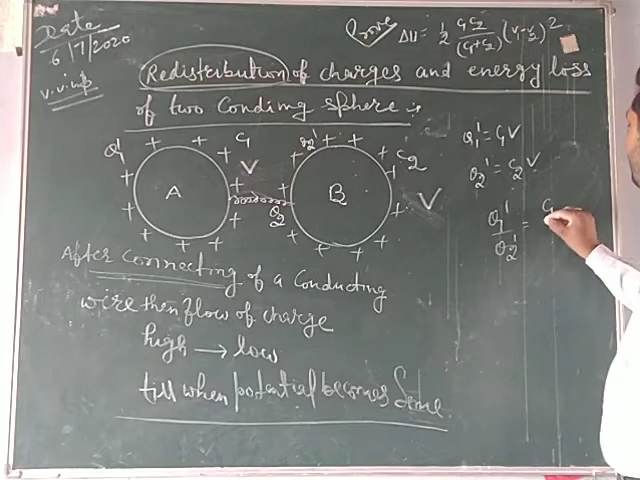 Date
6/7/2020
v.v.imp
Prove ΔU = 1/2 C1C2/(C1+C2) (V1-V2)^2
Redistribution of charges and energy loss
of two Conding sphere :-
Q1' C1 V A
Q2' C2 V B Q2
Q1' = C1V
Q2' = C2V
Q1'/Q2' = C1
After connecting of a Conducting
wire then flow of charge
high → low
till when potential becomes Same